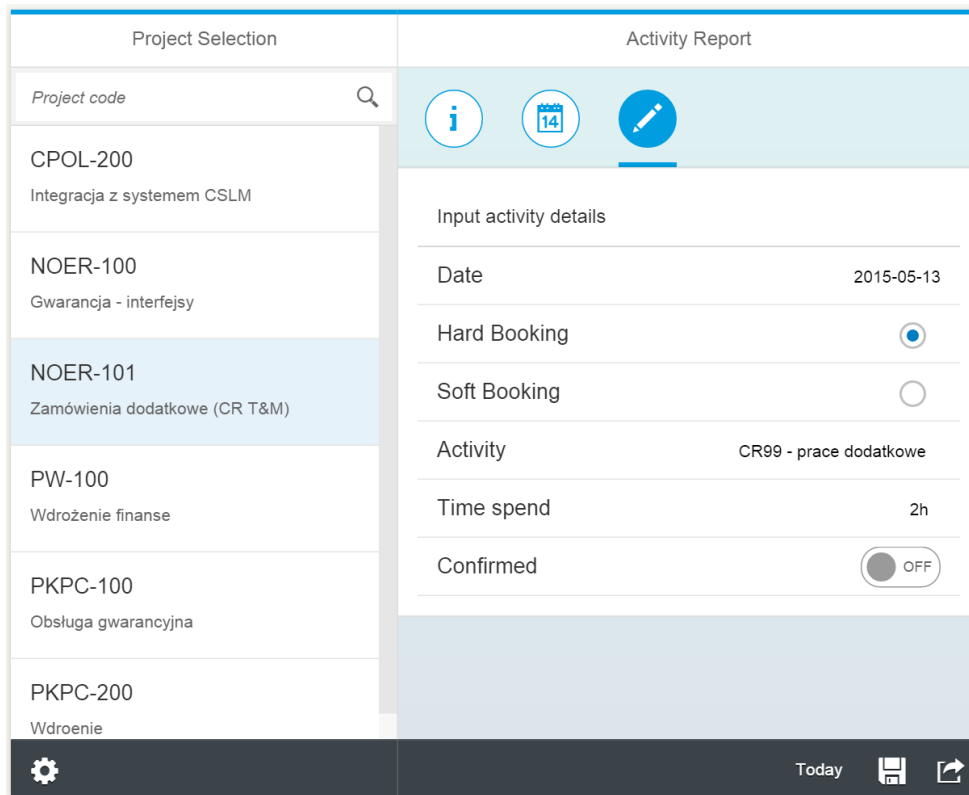 Project Selection
Activity Report
Project code
CPOL-200
Integracja z systemem CSLM
NOER-100
Gwarancja - interfejsy
NOER-101
Zamówienia dodatkowe (CR T&M)
PW-100
Wdrożenie finanse
PKPC-100
Obsługa gwarancyjna
PKPC-200
Wdroenie
14
Input activity details
Date 2015-05-13
Hard Booking
Soft Booking
Activity CR99 - prace dodatkowe
Time spend 2h
Confirmed OFF
Today